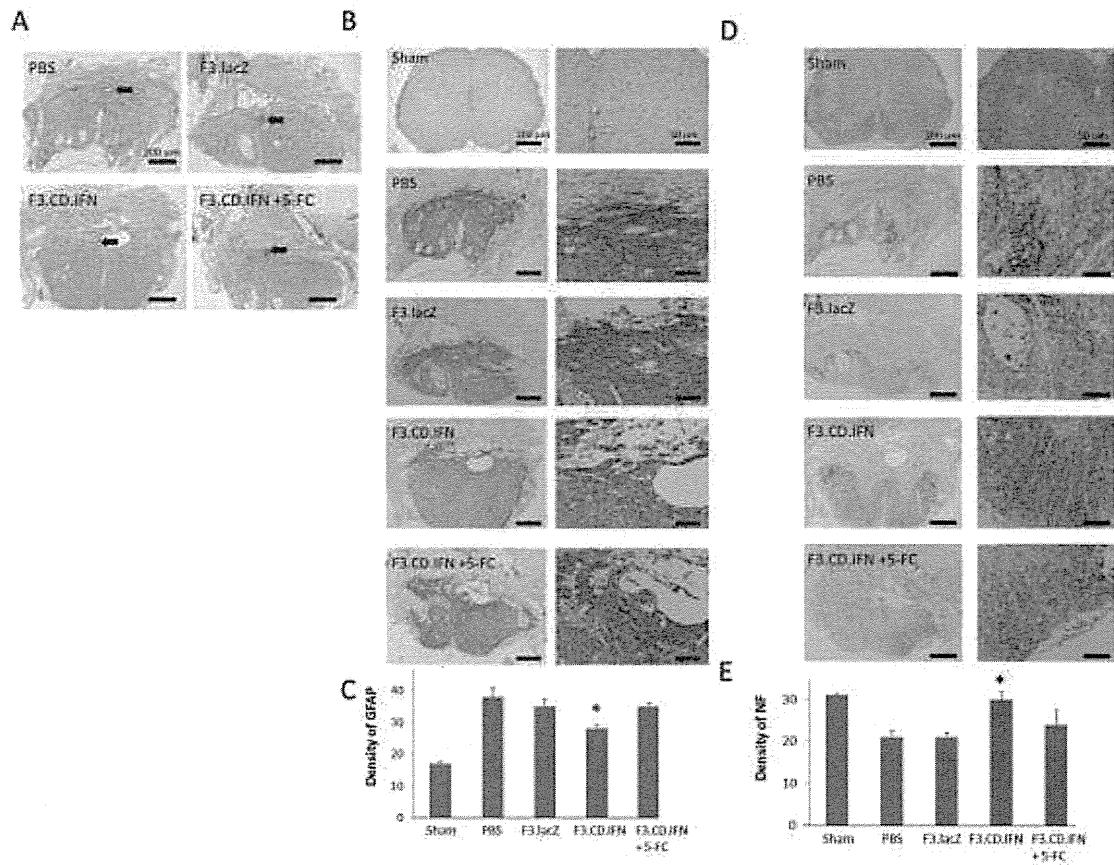 A
PBS
200 µm
F3.lacZ
F3.CD.IFN
F3.CD.IFN +5-FC
B
Sham
PBS
F3.lacZ
F3.CD.IFN
F3.CD.IFN +5-FC
C
Density of GFAP
40
30
20
10
0
*
Sham
PBS
F3.lacZ
F3.CD.IFN
F3.CD.IFN
+5-FC
D
Sham
PBS
F3.lacZ
F3.CD.IFN
F3.CD.IFN +5-FC
E
Density of NF
30
20
10
0
*
Sham
PBS
F3.lacZ
F3.CD.IFN
F3.CD.IFN
+5-FC